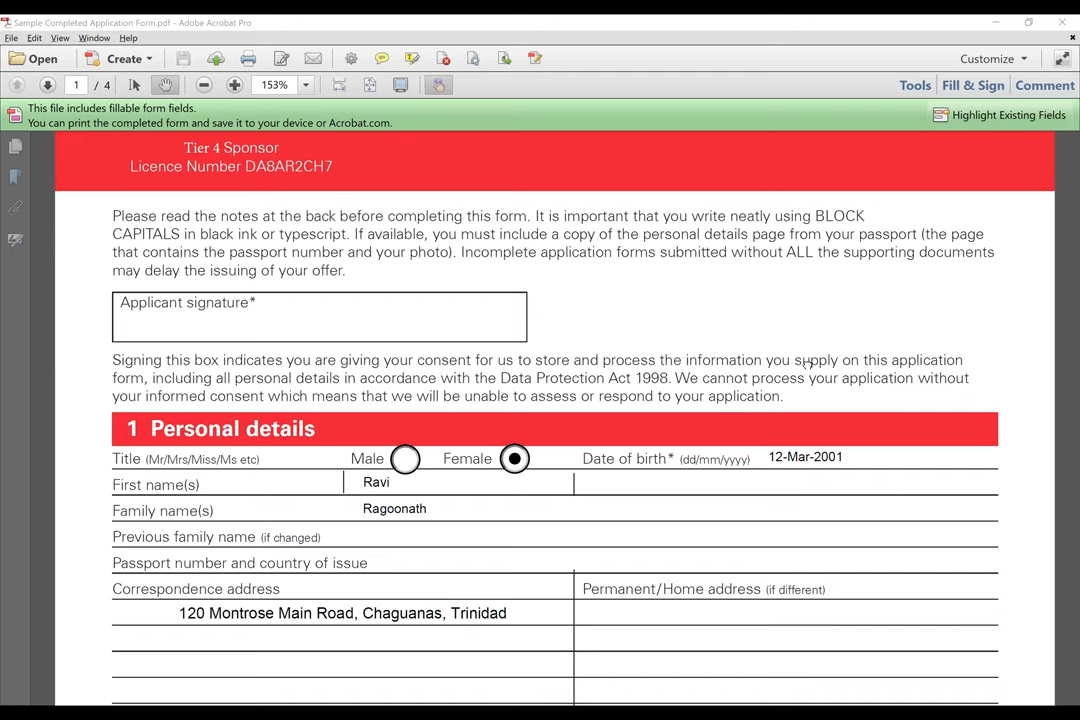 Sample Completed Application Form.pdf - Adobe Acrobat Pro
File Edit View Window Help
Open Create Customize
1 / 4 153% Tools Fill & Sign Comment
This file includes fillable form fields.
You can print the completed form and save it to your device or Acrobat.com.
Highlight Existing Fields
Tier 4 Sponsor
Licence Number DA8AR2CH7
Please read the notes at the back before completing this form. It is important that you write neatly using BLOCK
CAPITALS in black ink or typescript. If available, you must include a copy of the personal details page from your passport (the page
that contains the passport number and your photo). Incomplete application forms submitted without ALL the supporting documents
may delay the issuing of your offer.
Applicant signature*
Signing this box indicates you are giving your consent for us to store and process the information you supply on this application
form, including all personal details in accordance with the Data Protection Act 1998. We cannot process your application without
your informed consent which means that we will be unable to assess or respond to your application.
1 Personal details
Title (Mr/Mrs/Miss/Ms etc) Male Female Date of birth* (dd/mm/yyyy) 12-Mar-2001
First name(s) Ravi
Family name(s) Ragoonath
Previous family name (if changed)
Passport number and country of issue
Correspondence address Permanent/Home address (if different)
120 Montrose Main Road, Chaguanas, Trinidad